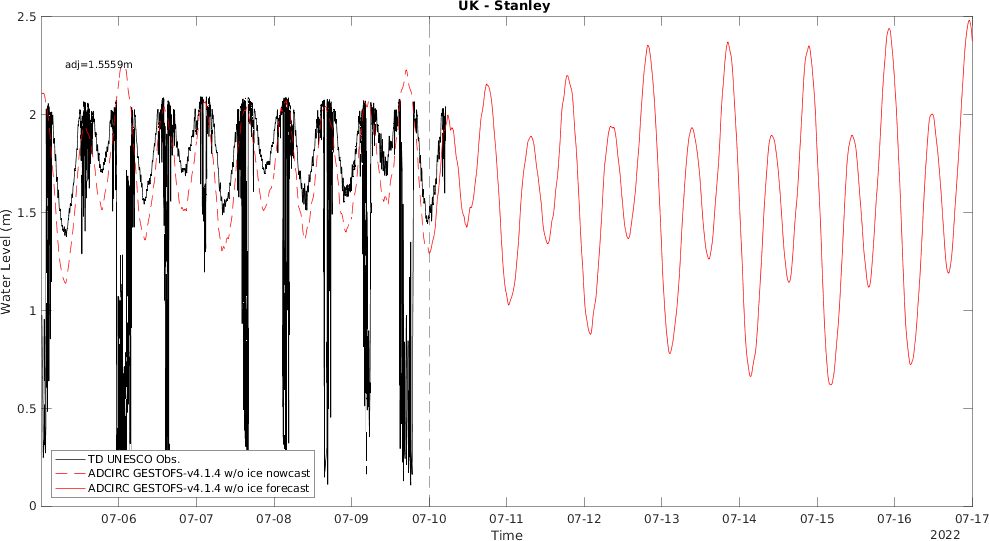 UK - Stanley
adj=1.5559m
2.5
2
1.5
1
0.5
0
Water Level (m)
TD UNESCO Obs.
ADCIRC GESTOFS-v4.1.4 w/o ice nowcast
ADCIRC GESTOFS-v4.1.4 w/o ice forecast
07-06 07-07 07-08 07-09 07-10 07-11 07-12 07-13 07-14 07-15 07-16 07-17
Time
2022